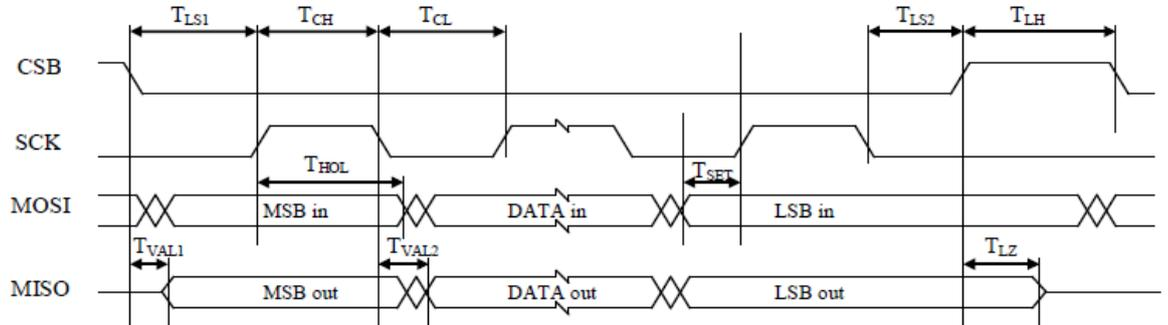 TLS1 TCH TCL TLS2 TLH
CSB
SCK
THOL TSET
MOSI MSB in DATA in LSB in
TVAL1 TVAL2 TLZ
MISO MSB out DATA out LSB out